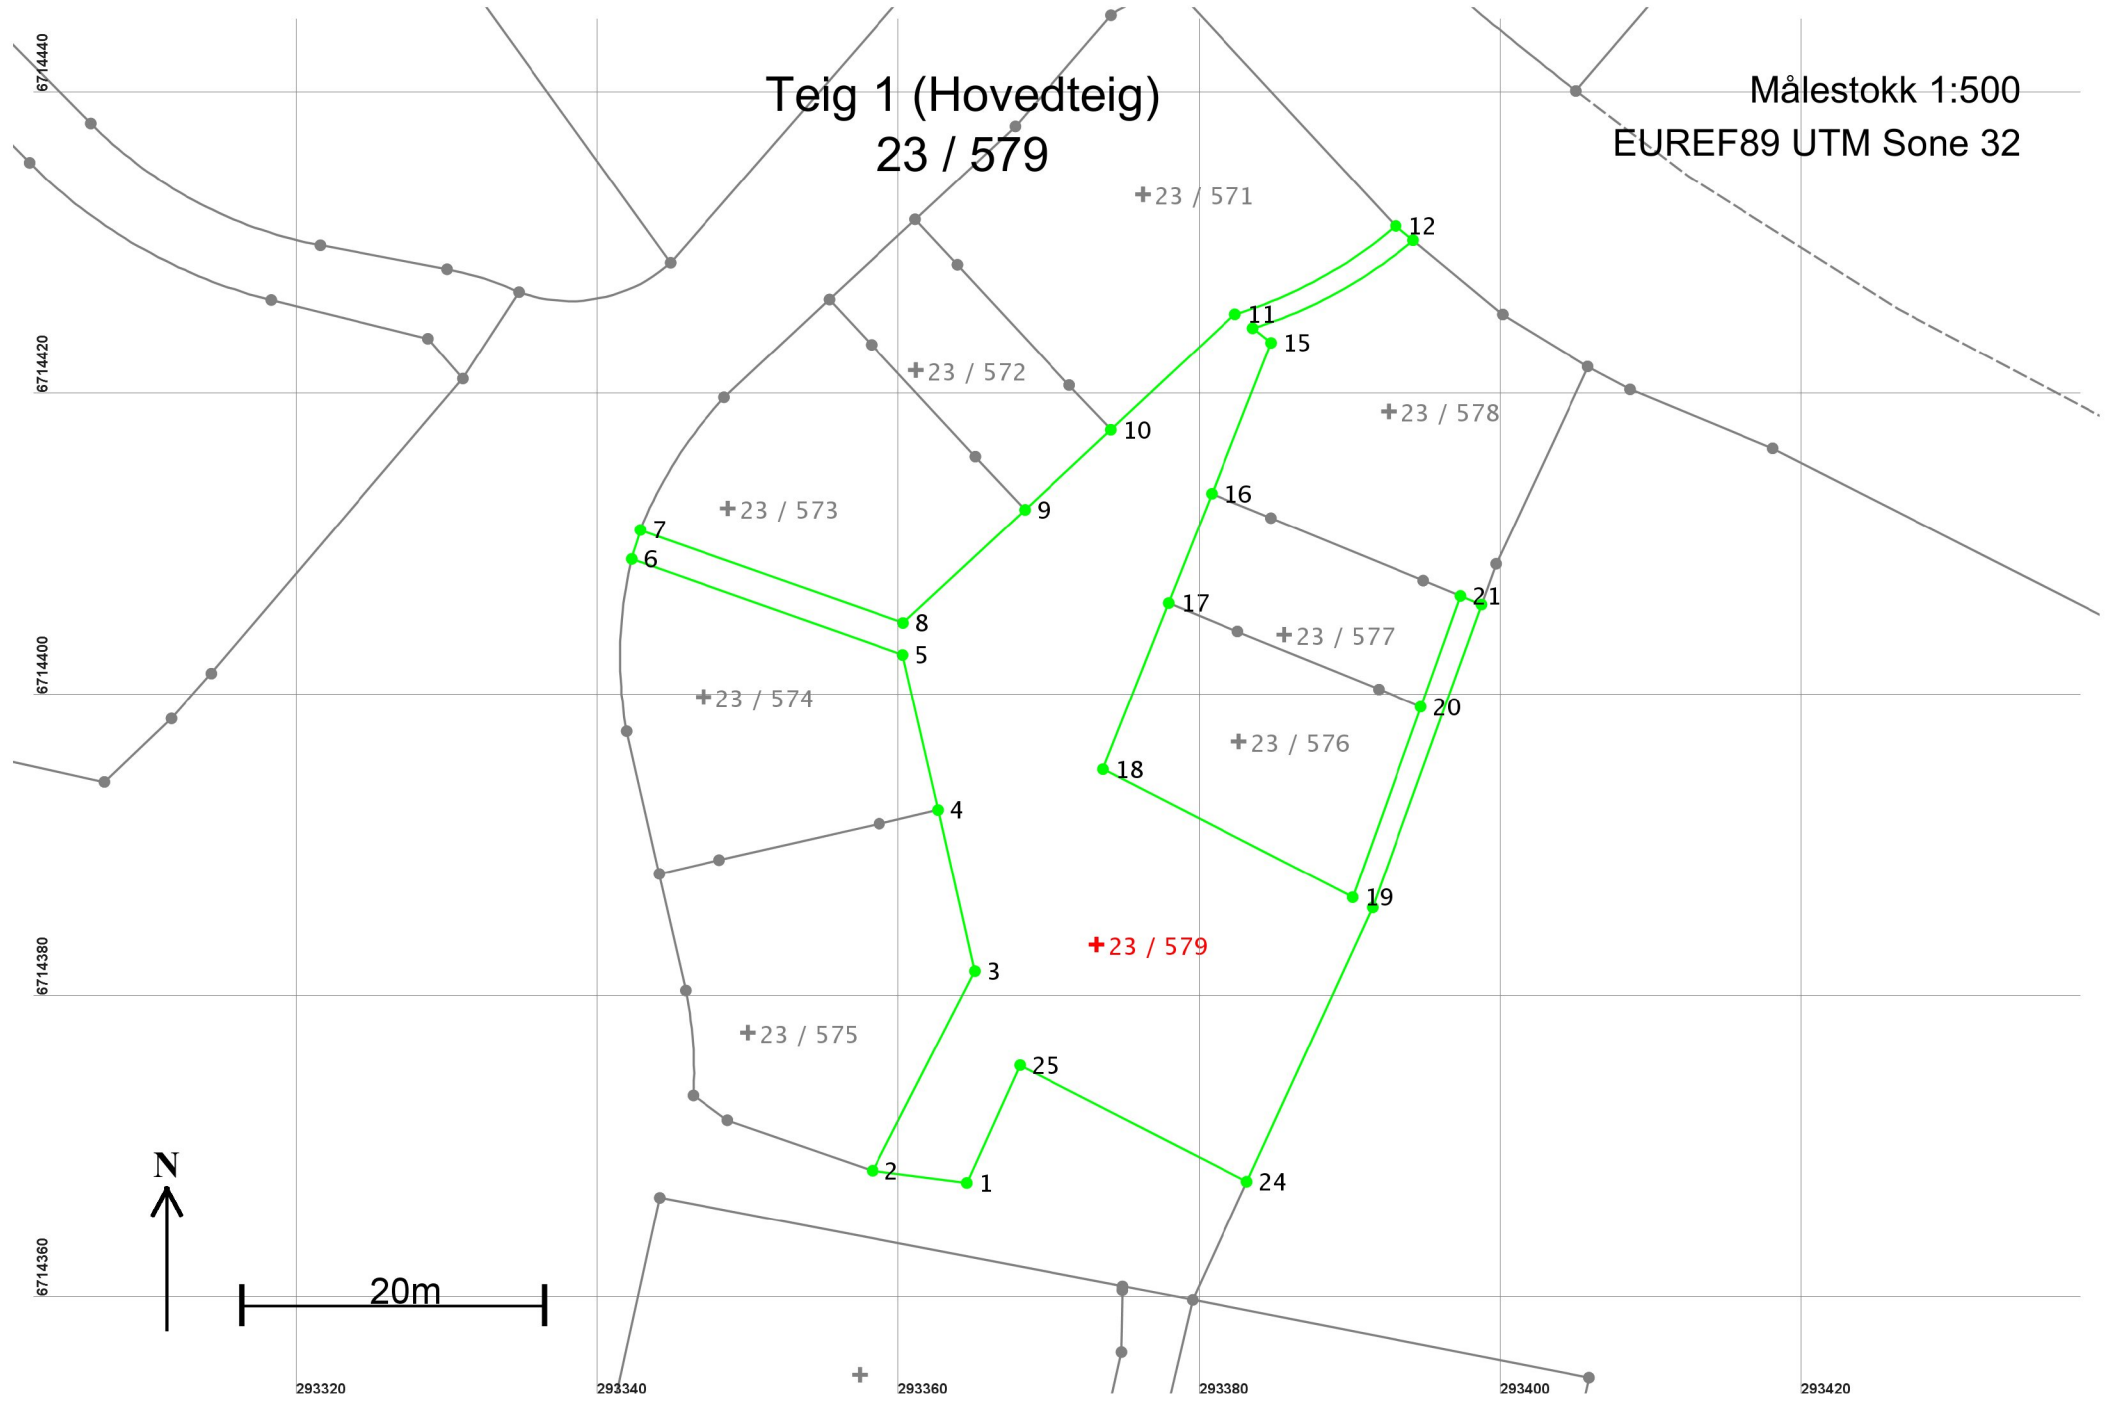 Teig 1 (Hovedteig)
23 / 579
Målestokk 1:500
EUREF89 UTM Sone 32
6714440
23 / 571
12
11
15
6714420
23 / 572
23 / 578
10
16
9
23 / 573
7
6
17
21
8
23 / 577
5
6714400
23 / 574
20
23 / 576
18
4
19
23 / 579
3
6714380
23 / 575
25
2
1
24
N
6714360
20m
293320
293340
293360
293380
293400
293420